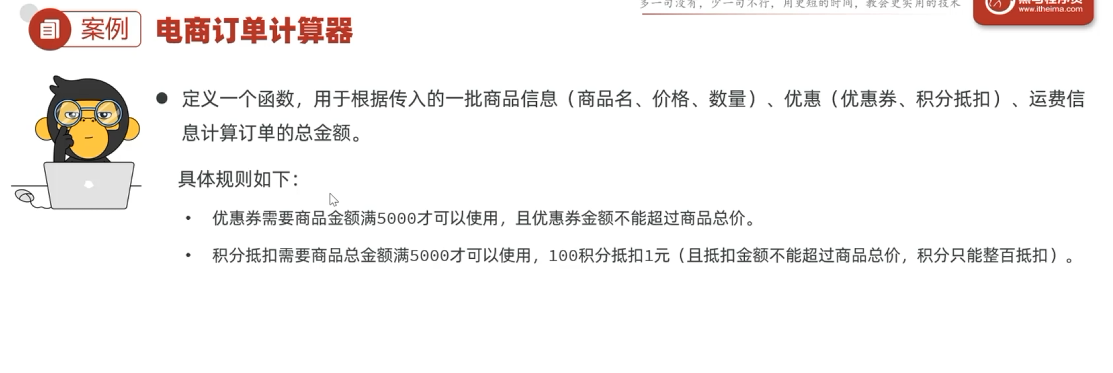 多一句没有，少一句不行，用更短的时间，教会更实用的技术
www.itheima.com
案例
电商订单计算器
● 定义一个函数，用于根据传入的一批商品信息（商品名、价格、数量）、优惠（优惠券、积分抵扣）、运费信
息计算订单的总金额。
具体规则如下：
• 优惠券需要商品金额满5000才可以使用，且优惠券金额不能超过商品总价。
• 积分抵扣需要商品总金额满5000才可以使用，100积分抵扣1元（且抵扣金额不能超过商品总价，积分只能整百抵扣）。